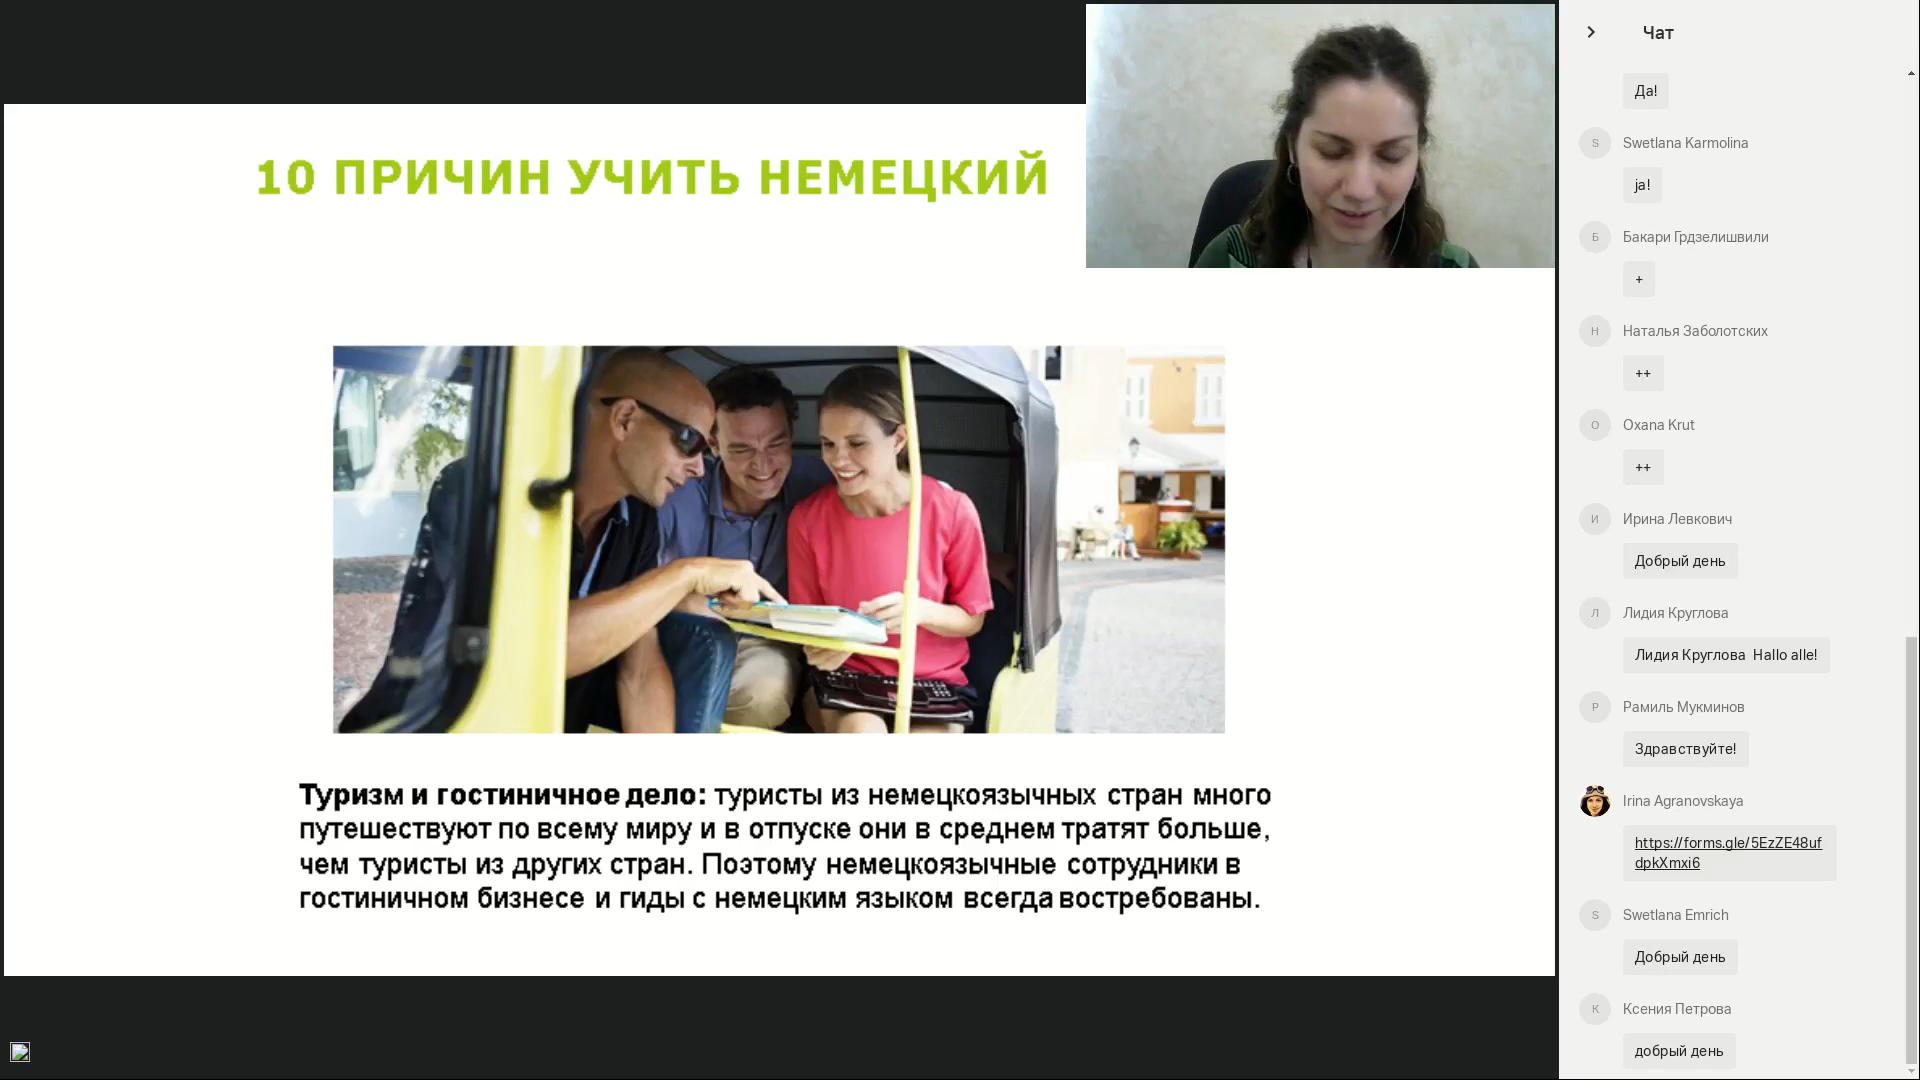 10 ПРИЧИН УЧИТЬ НЕМЕЦКИЙ
Туризм и гостиничное дело: туристы из немецкоязычных стран много
путешествуют по всему миру и в отпуске они в среднем тратят больше,
чем туристы из других стран. Поэтому немецкоязычные сотрудники в
гостиничном бизнесе и гиды с немецким языком всегда востребованы.
Чат
Да!
S
Swetlana Karmolina
ja!
Б
Бакари Грдзелишвили
+
Н
Наталья Заболотских
++
O
Oxana Krut
++
И
Ирина Левкович
Добрый день
Л
Лидия Круглова
Лидия Круглова Hallo alle!
Р
Рамиль Мукминов
Здравствуйте!
Irina Agranovskaya
https://forms.gle/5EzZE48uf
dpkXmxi6
S
Swetlana Emrich
Добрый день
К
Ксения Петрова
добрый день